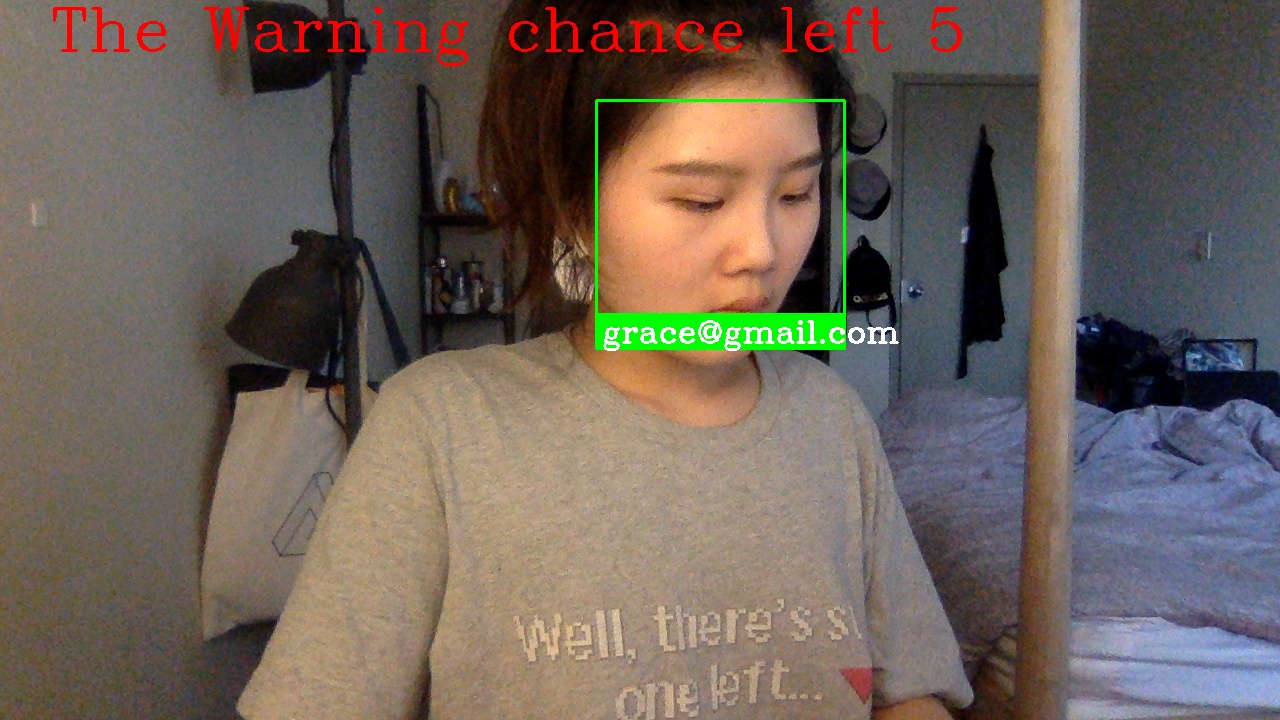 The Warning chance left 5
grace@gmail.com
Well, there's
one left...